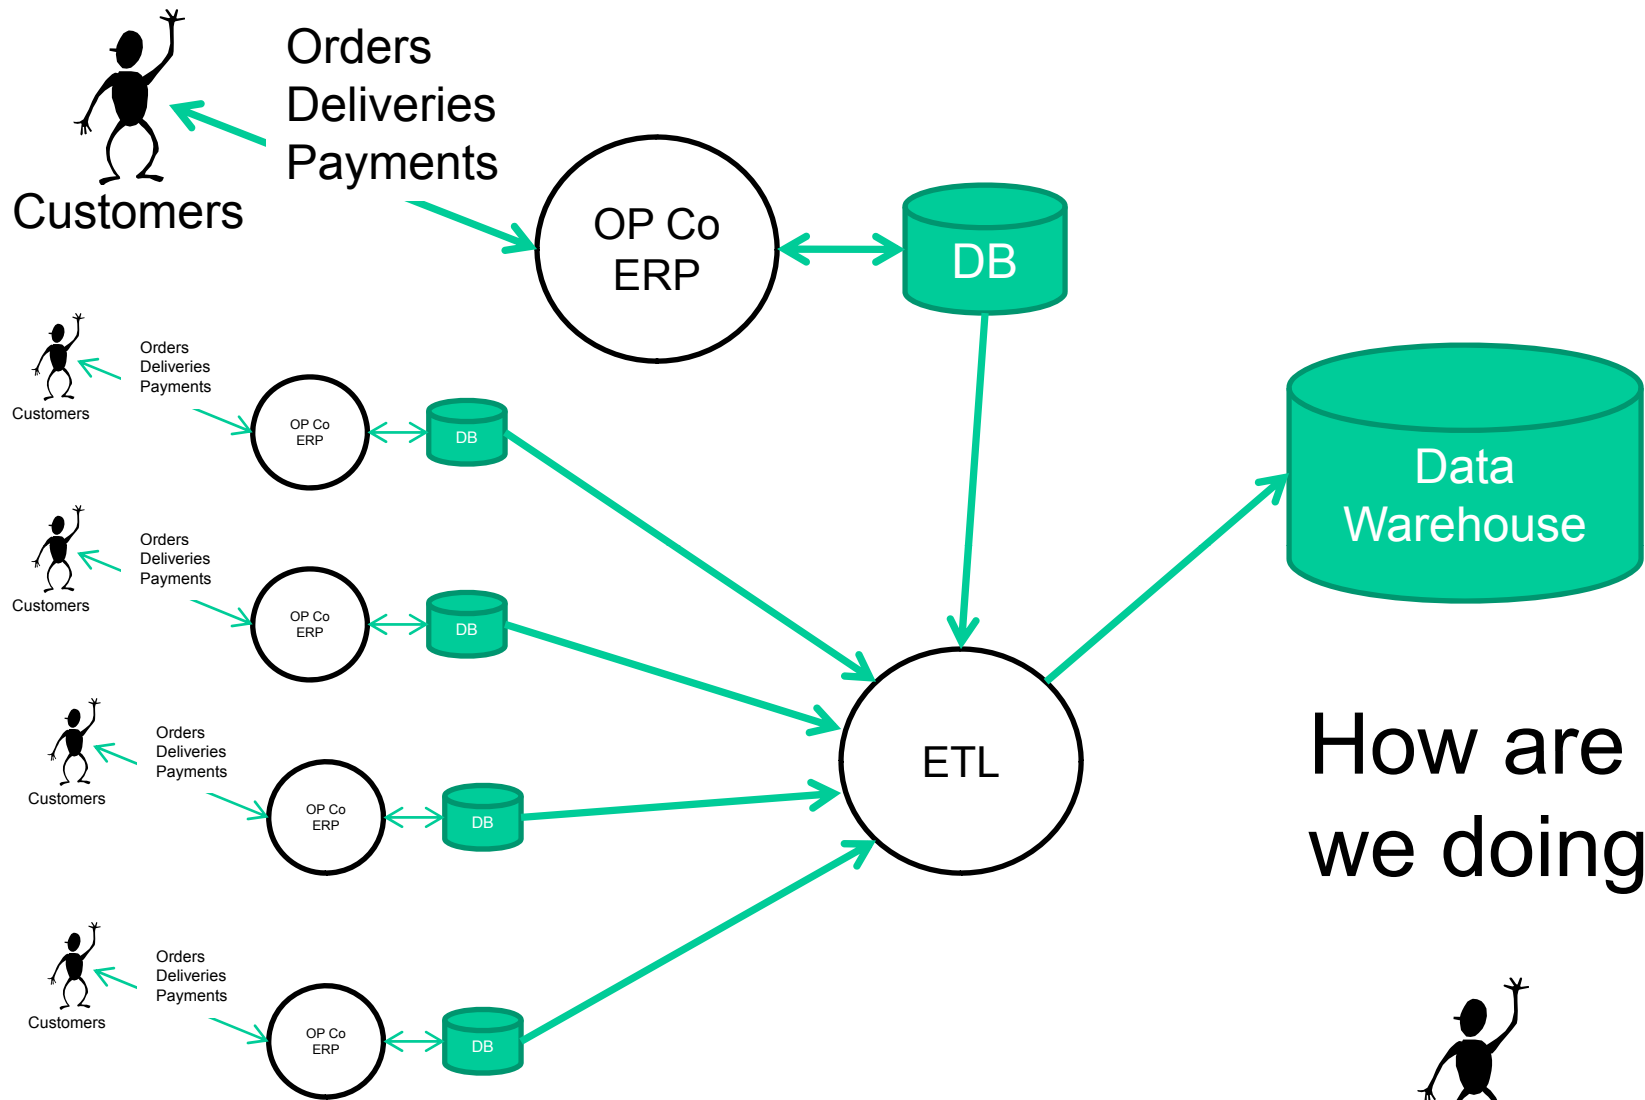 Orders
Deliveries
Payments
Customers
OP Co
ERP
DB
Orders
Deliveries
Payments
Customers
OP Co
ERP
DB
Orders
Deliveries
Payments
Customers
OP Co
ERP
DB
Orders
Deliveries
Payments
Customers
OP Co
ERP
DB
Orders
Deliveries
Payments
Customers
OP Co
ERP
DB
ETL
Data
Warehouse
How are
we doing